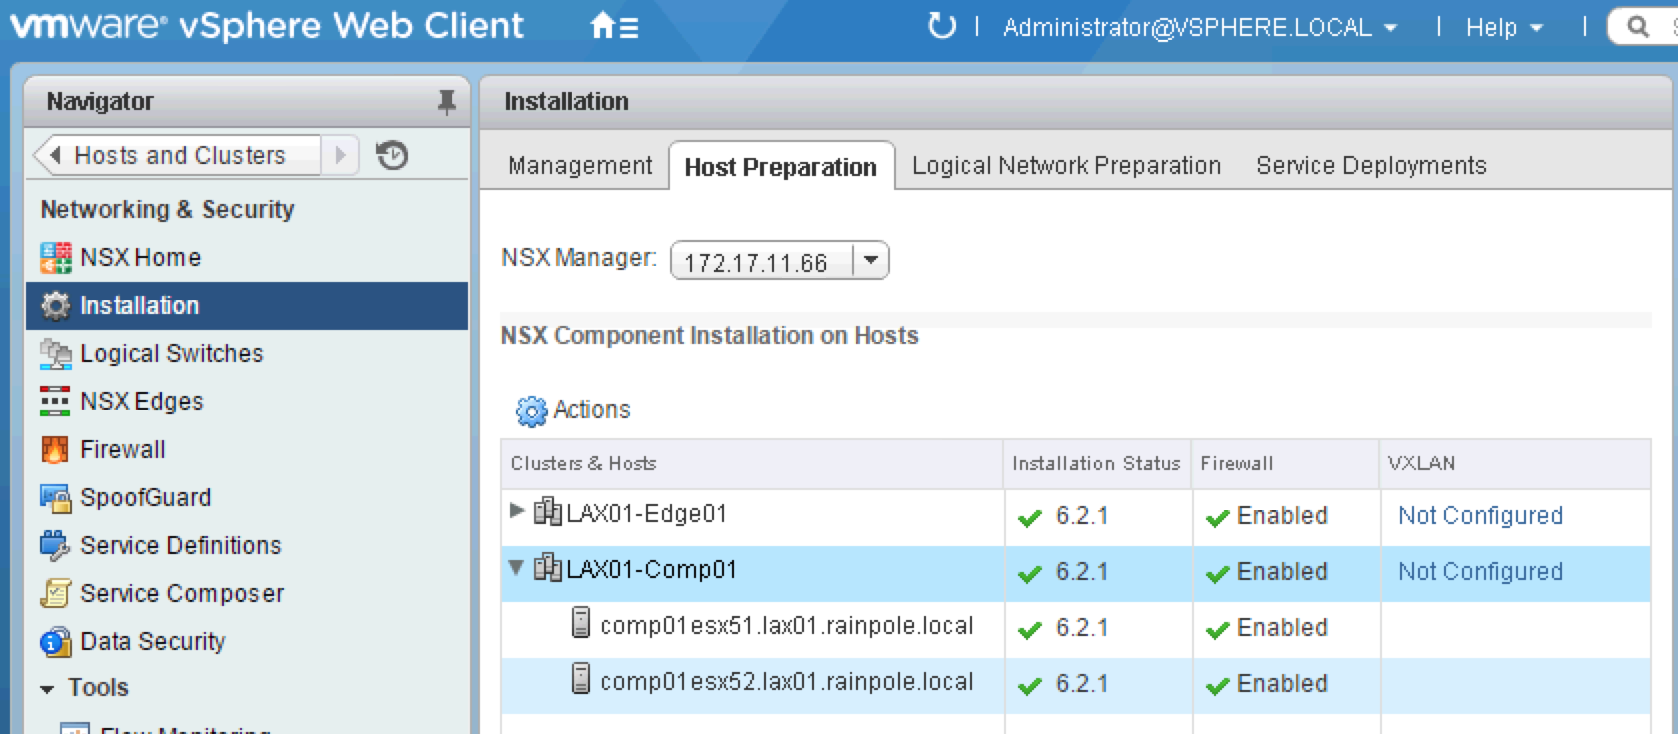 vmware® vSphere Web Client
Administrator@VSPHERE.LOCAL
Help
Navigator
Hosts and Clusters
Networking & Security
NSX Home
Installation
Logical Switches
NSX Edges
Firewall
SpoofGuard
Service Definitions
Service Composer
Data Security
Tools
Flow Monitoring
Installation
Management Host Preparation Logical Network Preparation Service Deployments
NSX Manager: 172.17.11.66
NSX Component Installation on Hosts
Actions
Clusters & Hosts Installation Status Firewall VXLAN
LAX01-Edge01 6.2.1 Enabled Not Configured
LAX01-Comp01 6.2.1 Enabled Not Configured
comp01esx51.lax01.rainpole.local 6.2.1 Enabled
comp01esx52.lax01.rainpole.local 6.2.1 Enabled